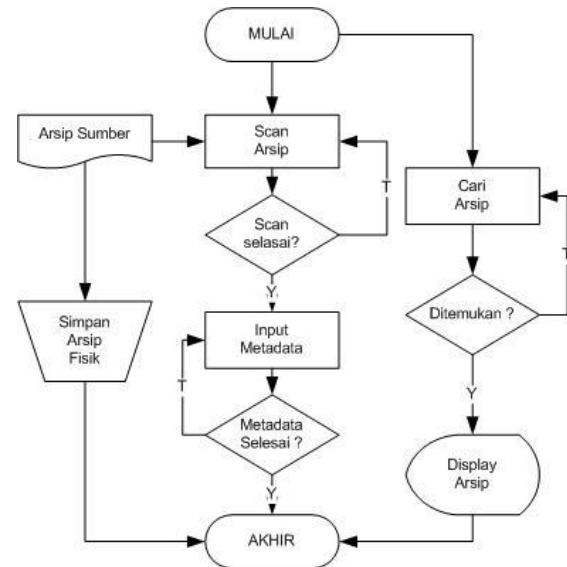 MULAI
Arsip Sumber
Scan
Arsip
T
Cari
Arsip
Scan
selasai?
T
Y
Simpan
Arsip
Fisik
Input
Metadata
Ditemukan ?
T
Y
Metadata
Selesai ?
Y
Display
Arsip
AKHIR